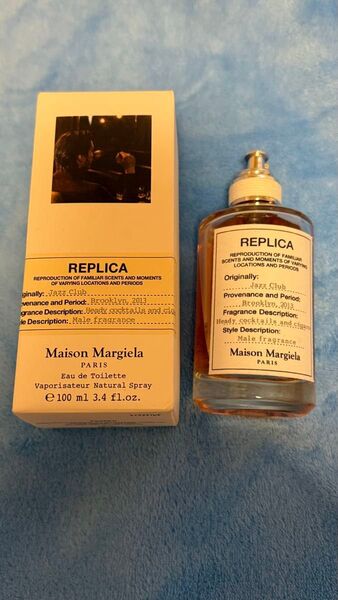 REPLICA
REPRODUCTION OF FAMILIAR SCENTS AND MOMENTS
OF VARYING LOCATIONS AND PERIODS
Originally: Jazz Club
Provenance and Period: Brooklyn, 2013
Fragrance Description: Heady cocktails and cig
Style Description: Male fragrance
Maison Margiela
PARIS
Eau de Toilette
Vaporisateur Natural Spray
e 100 ml 3.4 fl.oz.
REPLICA
REPRODUCTION OF FAMILIAR
SCENTS AND MOMENTS OF VARYING
LOCATIONS AND PERIODS
Originally:
Jazz Club
Provenance and Period:
Brooklyn, 2013
Fragrance Description:
Heady cocktails and cigars
Style Description:
Male fragrance
Maison Margiela
PARIS